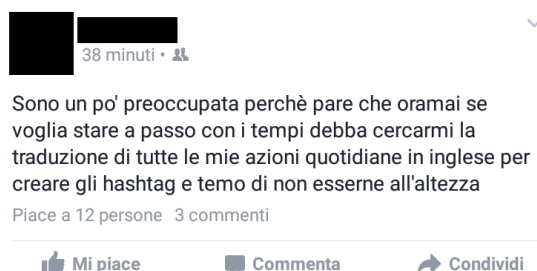 38 minuti •
Sono un po' preoccupata perchè pare che oramai se
voglia stare a passo con i tempi debba cercarmi la
traduzione di tutte le mie azioni quotidiane in inglese per
creare gli hashtag e temo di non esserne all'altezza
Piace a 12 persone 3 commenti
Mi piace Commenta Condividi